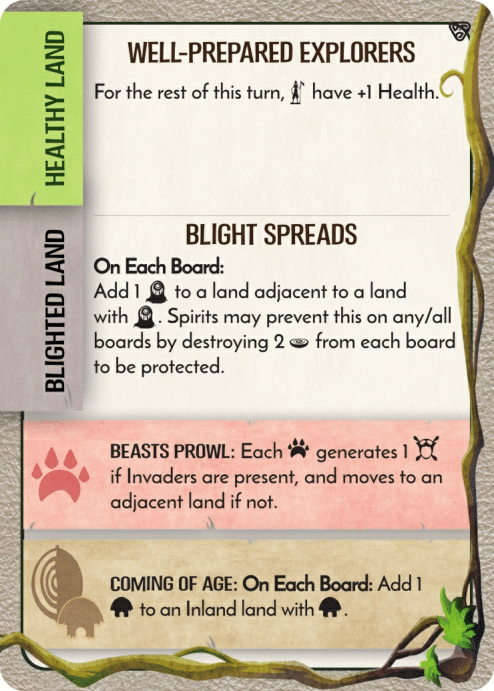 HEALTHY LAND
WELL-PREPARED EXPLORERS
For the rest of this turn, have +1 Health.
BLIGHTED LAND
BLIGHT SPREADS
On Each Board:
Add 1 to a land adjacent to a land
with . Spirits may prevent this on any/all
boards by destroying 2 from each board
to be protected.
BEASTS PROWL: Each generates 1
if Invaders are present, and moves to an
adjacent land if not.
COMING OF AGE: On Each Board: Add 1
to an Inland land with .